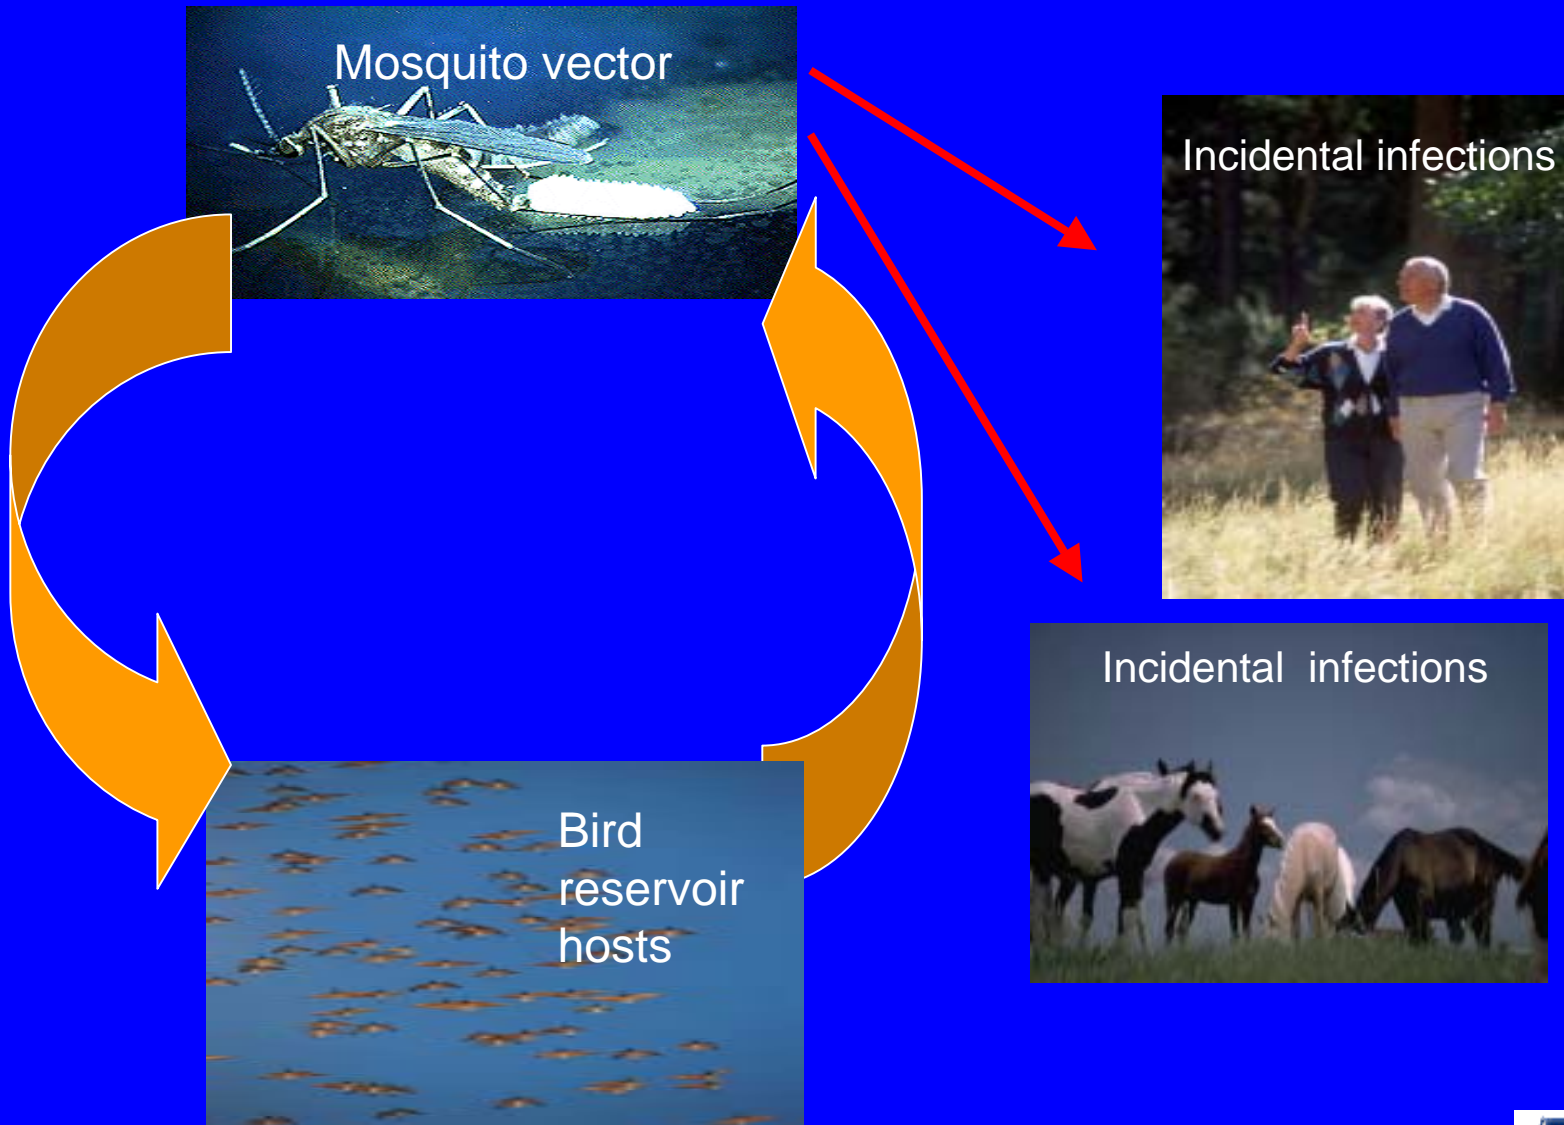 Mosquito vector
Incidental infections
Incidental infections
Bird
reservoir
hosts